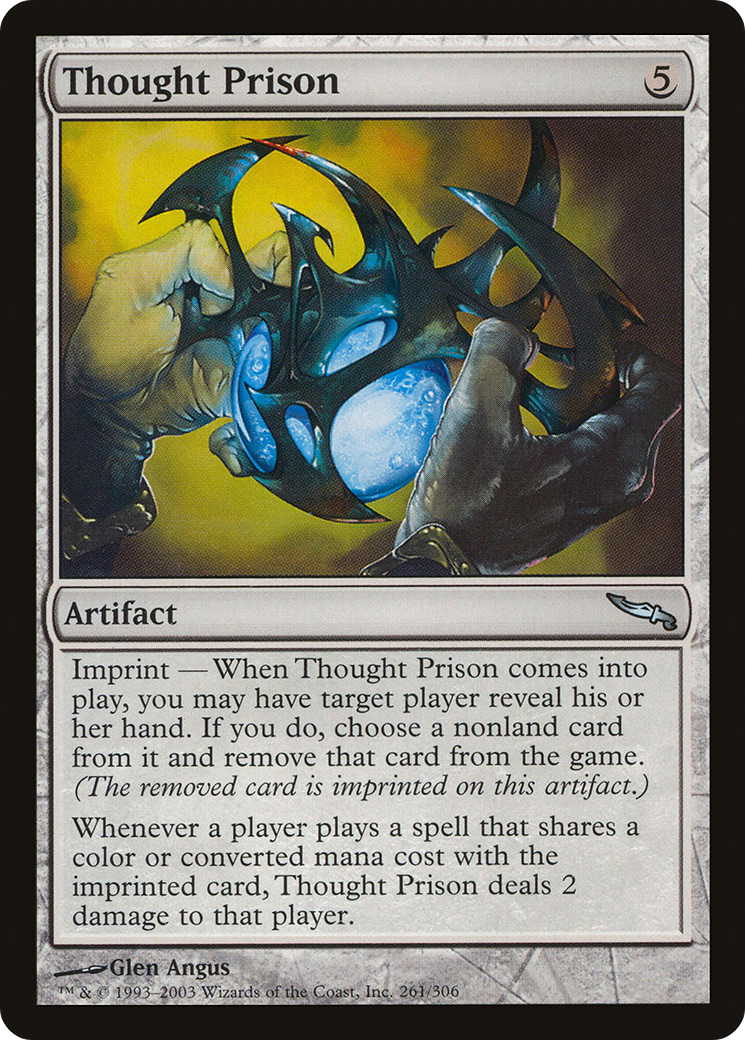 Thought Prison
5
Artifact
Imprint — When Thought Prison comes into
play, you may have target player reveal his or
her hand. If you do, choose a nonland card
from it and remove that card from the game.
(The removed card is imprinted on this artifact.)
Whenever a player plays a spell that shares a
color or converted mana cost with the
imprinted card, Thought Prison deals 2
damage to that player.
Glen Angus
™ & © 1993–2003 Wizards of the Coast, Inc. 261/306